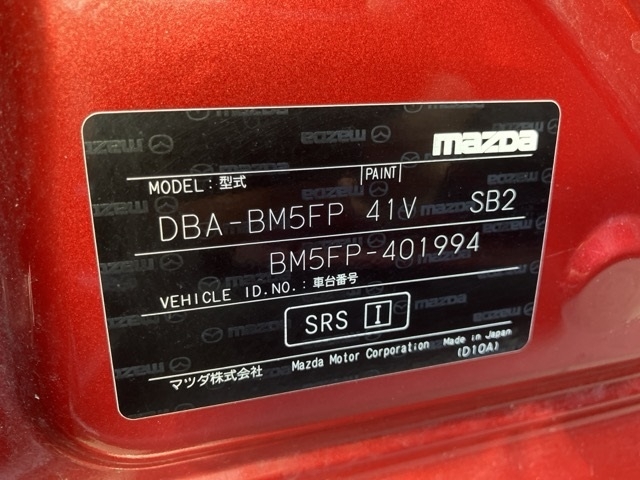 mazda
MODEL:型式 PAINT
DBA-BM5FP 41V SB2
BM5FP-401994
VEHICLE ID.NO.:車台番号
SRS I
マツダ株式会社 Mazda Motor Corporation Made in Japan
(D10A)